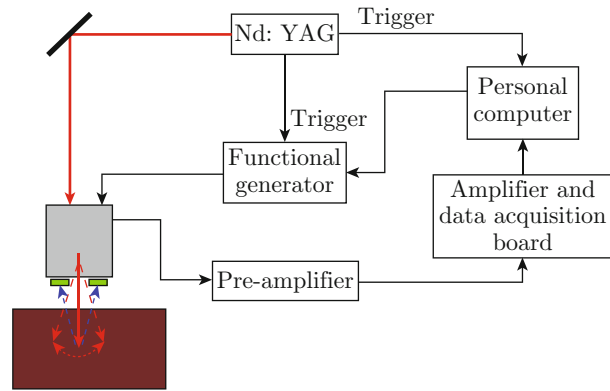 Nd: YAG
Trigger
Trigger
Personal
computer
Functional
generator
Amplifier and
data acquisition
board
Pre-amplifier